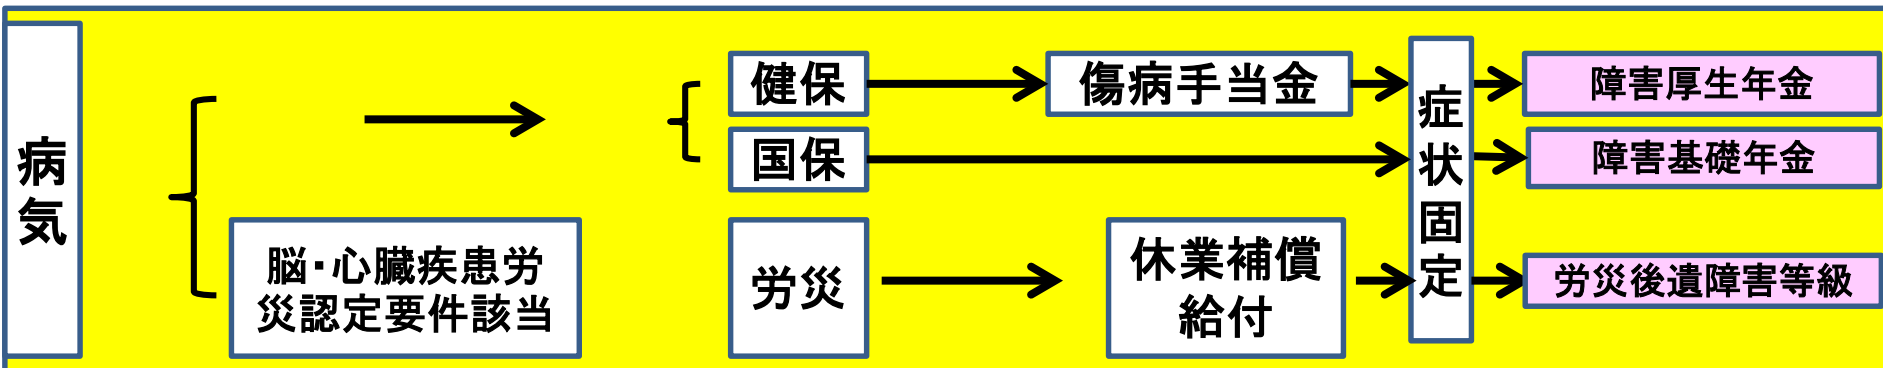 病気
脳・心臓疾患労
災認定要件該当
健保
傷病手当金
国保
労災
休業補償
給付
症状固定
障害厚生年金
障害基礎年金
労災後遺障害等級